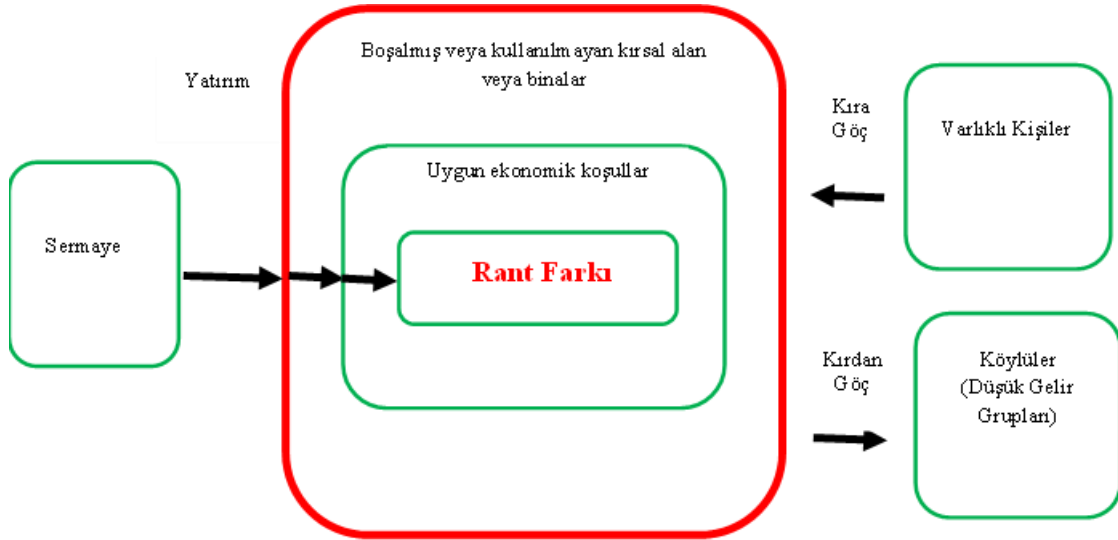 Yatırım
Boşalmış veya kullanılmayan kırsal alan
veya binalar
Uygun ekonomik koşullar
Rant Farkı
Sermaye
Kıra
Göç
Varlıklı Kişiler
Kırdan
Göç
Köylüler
(Düşük Gelir
Grupları)